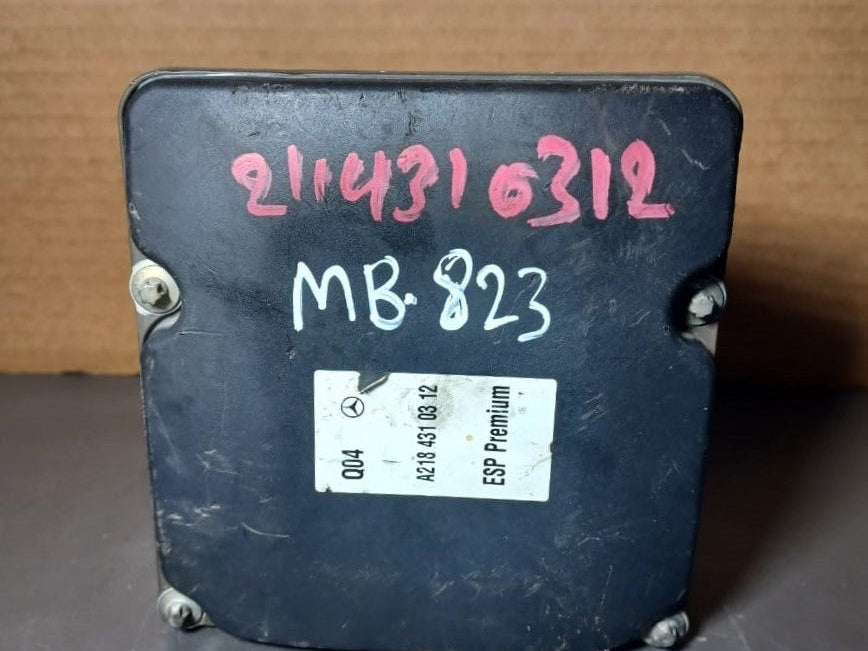 2114310312
MB.823
Q04
A218 431 03 12
ESP Premium